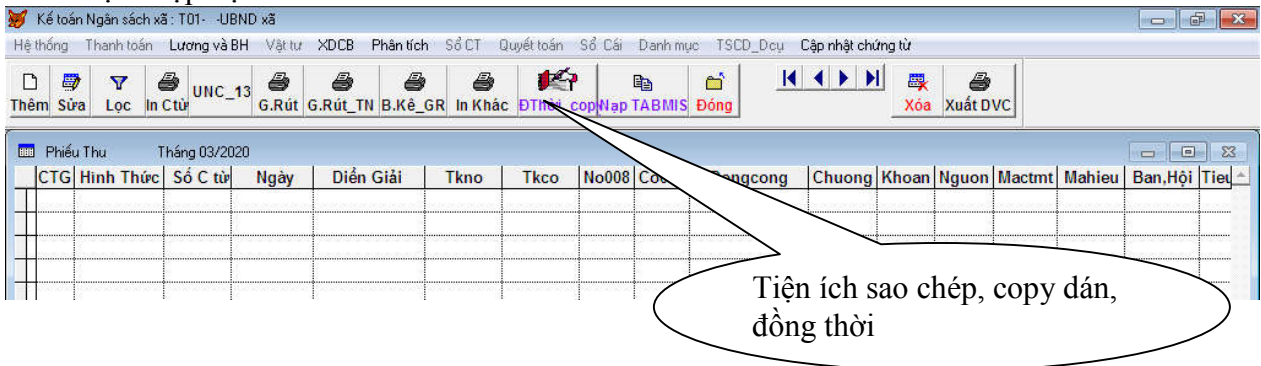 Kế toán Ngân sách xã : T01- -UBND xã
Hệ thống Thanh toán Lương và BH Vật tư XDCB Phân tích Sổ CT Quyết toán Sổ Cái Danh mục TSCD_Dcụ Cập nhật chứng từ
Thêm Sửa Lọc In Ctừ UNC_13 G.Rút G.Rút_TN B.Kê_GR In Khác ĐThời_copy Nạp TABMIS Đóng Xóa Xuất DVC
Phiếu Thu Tháng 03/2020
CTG Hình Thức Số C từ Ngày Diển Giải Tkno Tkco No008 Chuong Khoan Nguon Mactmt Mahieu Ban,Hội
Tiện ích sao chép, copy dán,
đồng thời